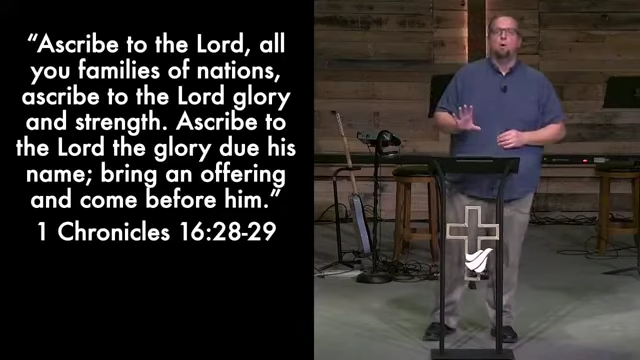 “Ascribe to the Lord, all
you families of nations,
ascribe to the Lord glory
and strength. Ascribe to
the Lord the glory due his
name; bring an offering
and come before him.”
1 Chronicles 16:28-29